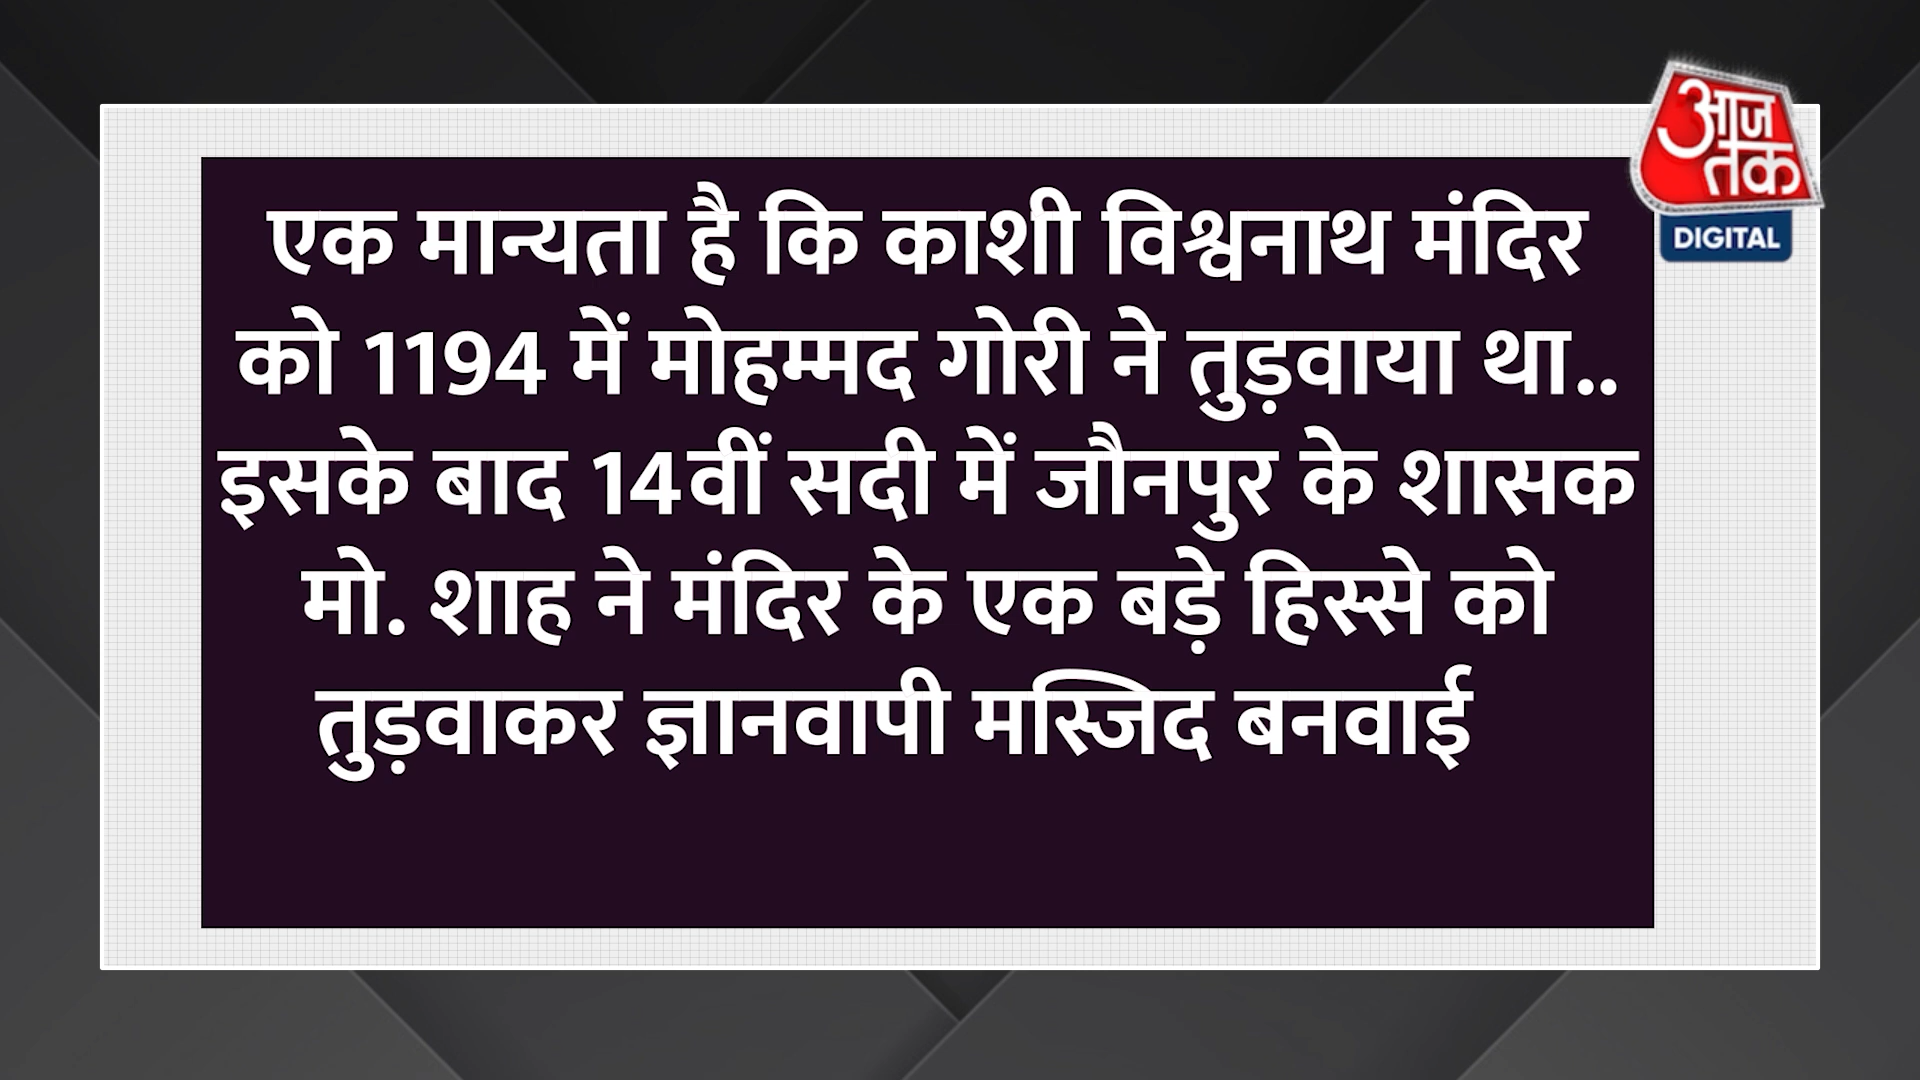 आज
तक
DIGITAL
एक मान्यता है कि काशी विश्वनाथ मंदिर
को 1194 में मोहम्मद गोरी ने तुड़वाया था..
इसके बाद 14वीं सदी में जौनपुर के शासक
मो. शाह ने मंदिर के एक बड़े हिस्से को
तुड़वाकर ज्ञानवापी मस्जिद बनवाई